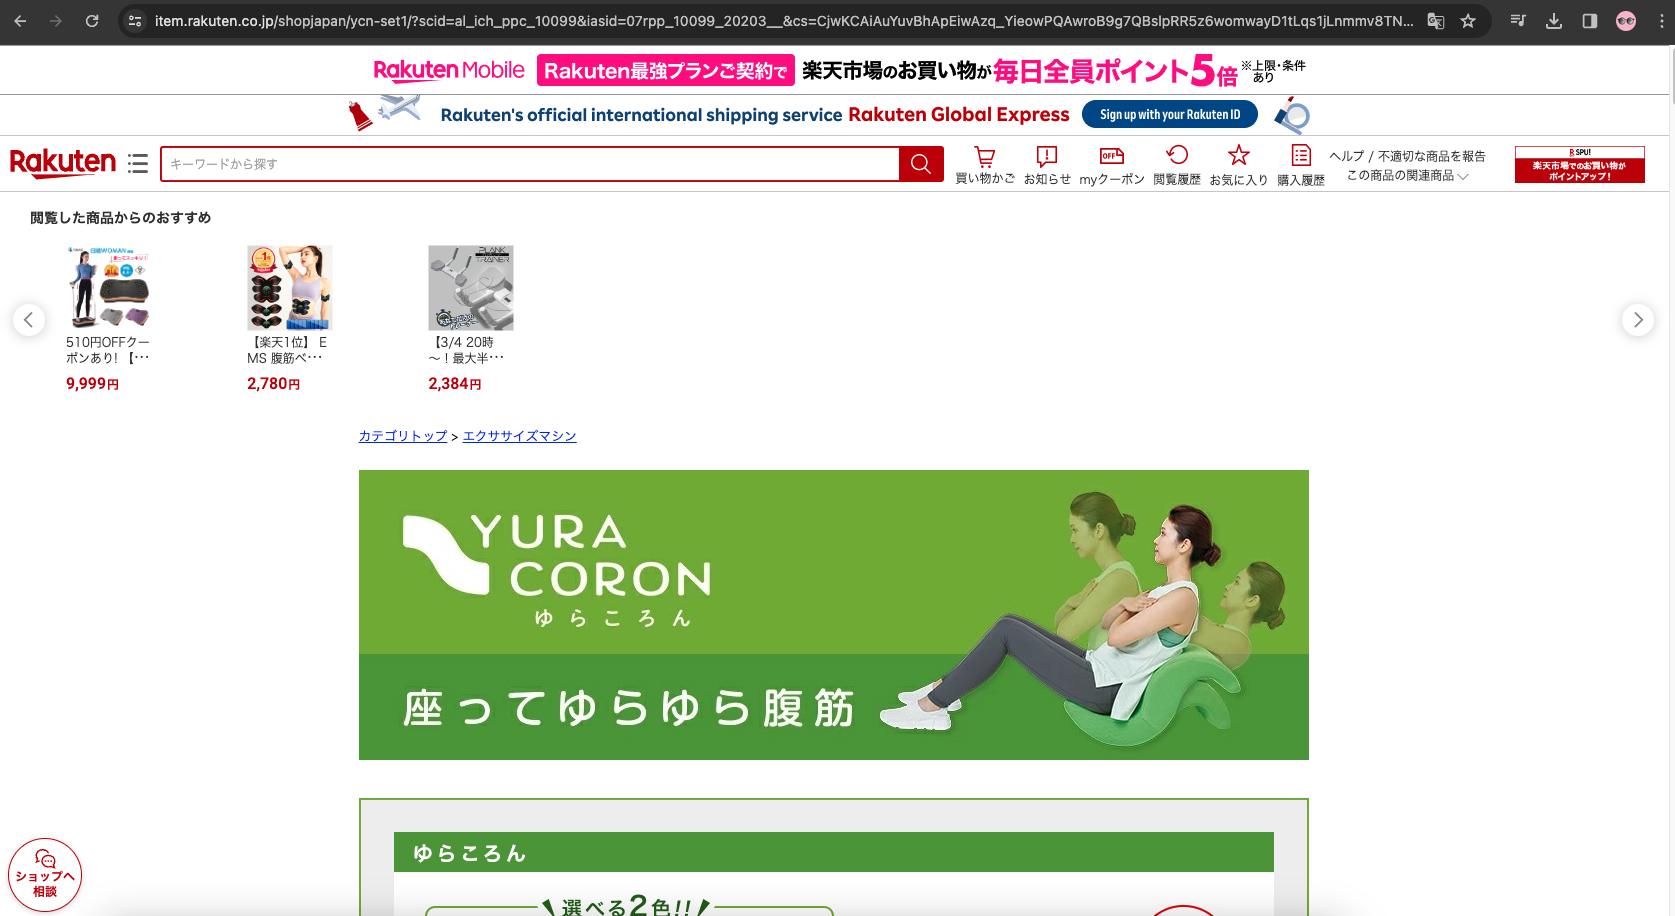 item.rakuten.co.jp/shopjapan/ycn-set1/?scid=al_ich_ppc_10099&iasid=07rpp_10099_20203__&cs=CjwKCAiAuYuvBhApEiwAzq_YieowPQAwroB9g7QBslpRR5z6womwayD1tLqs1jLnmmv8TN...
Rakuten Mobile Rakuten最強プランご契約で 楽天市場のお買い物が毎日全員ポイント5倍 ※上限・条件
あり
Rakuten's official international shipping service Rakuten Global Express Sign up with your Rakuten ID
Rakuten キーワードから探す
買い物かご お知らせ myクーポン 閲覧履歴 お気に入り 購入履歴
OFF
ヘルプ / 不適切な商品を報告
この商品の関連商品
R SPU!
楽天市場でのお買い物が
ポイントアップ!
閲覧した商品からのおすすめ
日経WOMAN
PLANK
TRAINER
510円OFFクー
ポンあり! 【･･･
9,999円
【楽天1位】 E
MS 腹筋ベ･･･
2,780円
【3/4 20時
～！最大半･･･
2,384円
カテゴリトップ > エクササイズマシン
YURA
CORON
ゆらころん
座ってゆらゆら腹筋
ゆらころん
選べる2色!!
ショップへ
相談